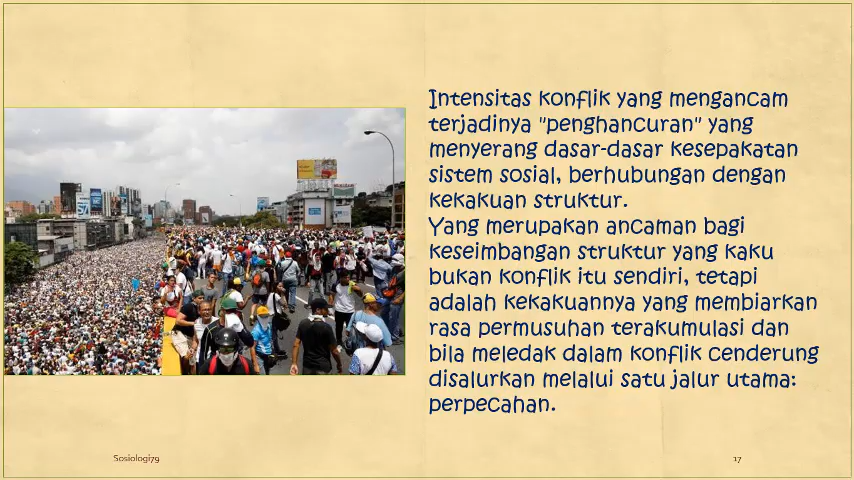 Intensitas konflik yang mengancam
terjadinya "penghancuran" yang
menyerang dasar-dasar kesepakatan
sistem sosial, berhubungan dengan
kekakuan struktur.
Yang merupakan ancaman bagi
keseimbangan struktur yang kaku
bukan konflik itu sendiri, tetapi
adalah kekakuannya yang membiarkan
rasa permusuhan terakumulasi dan
bila meledak dalam konflik cenderung
disalurkan melalui satu jalur utama:
perpecahan.
Sosiologi79
17